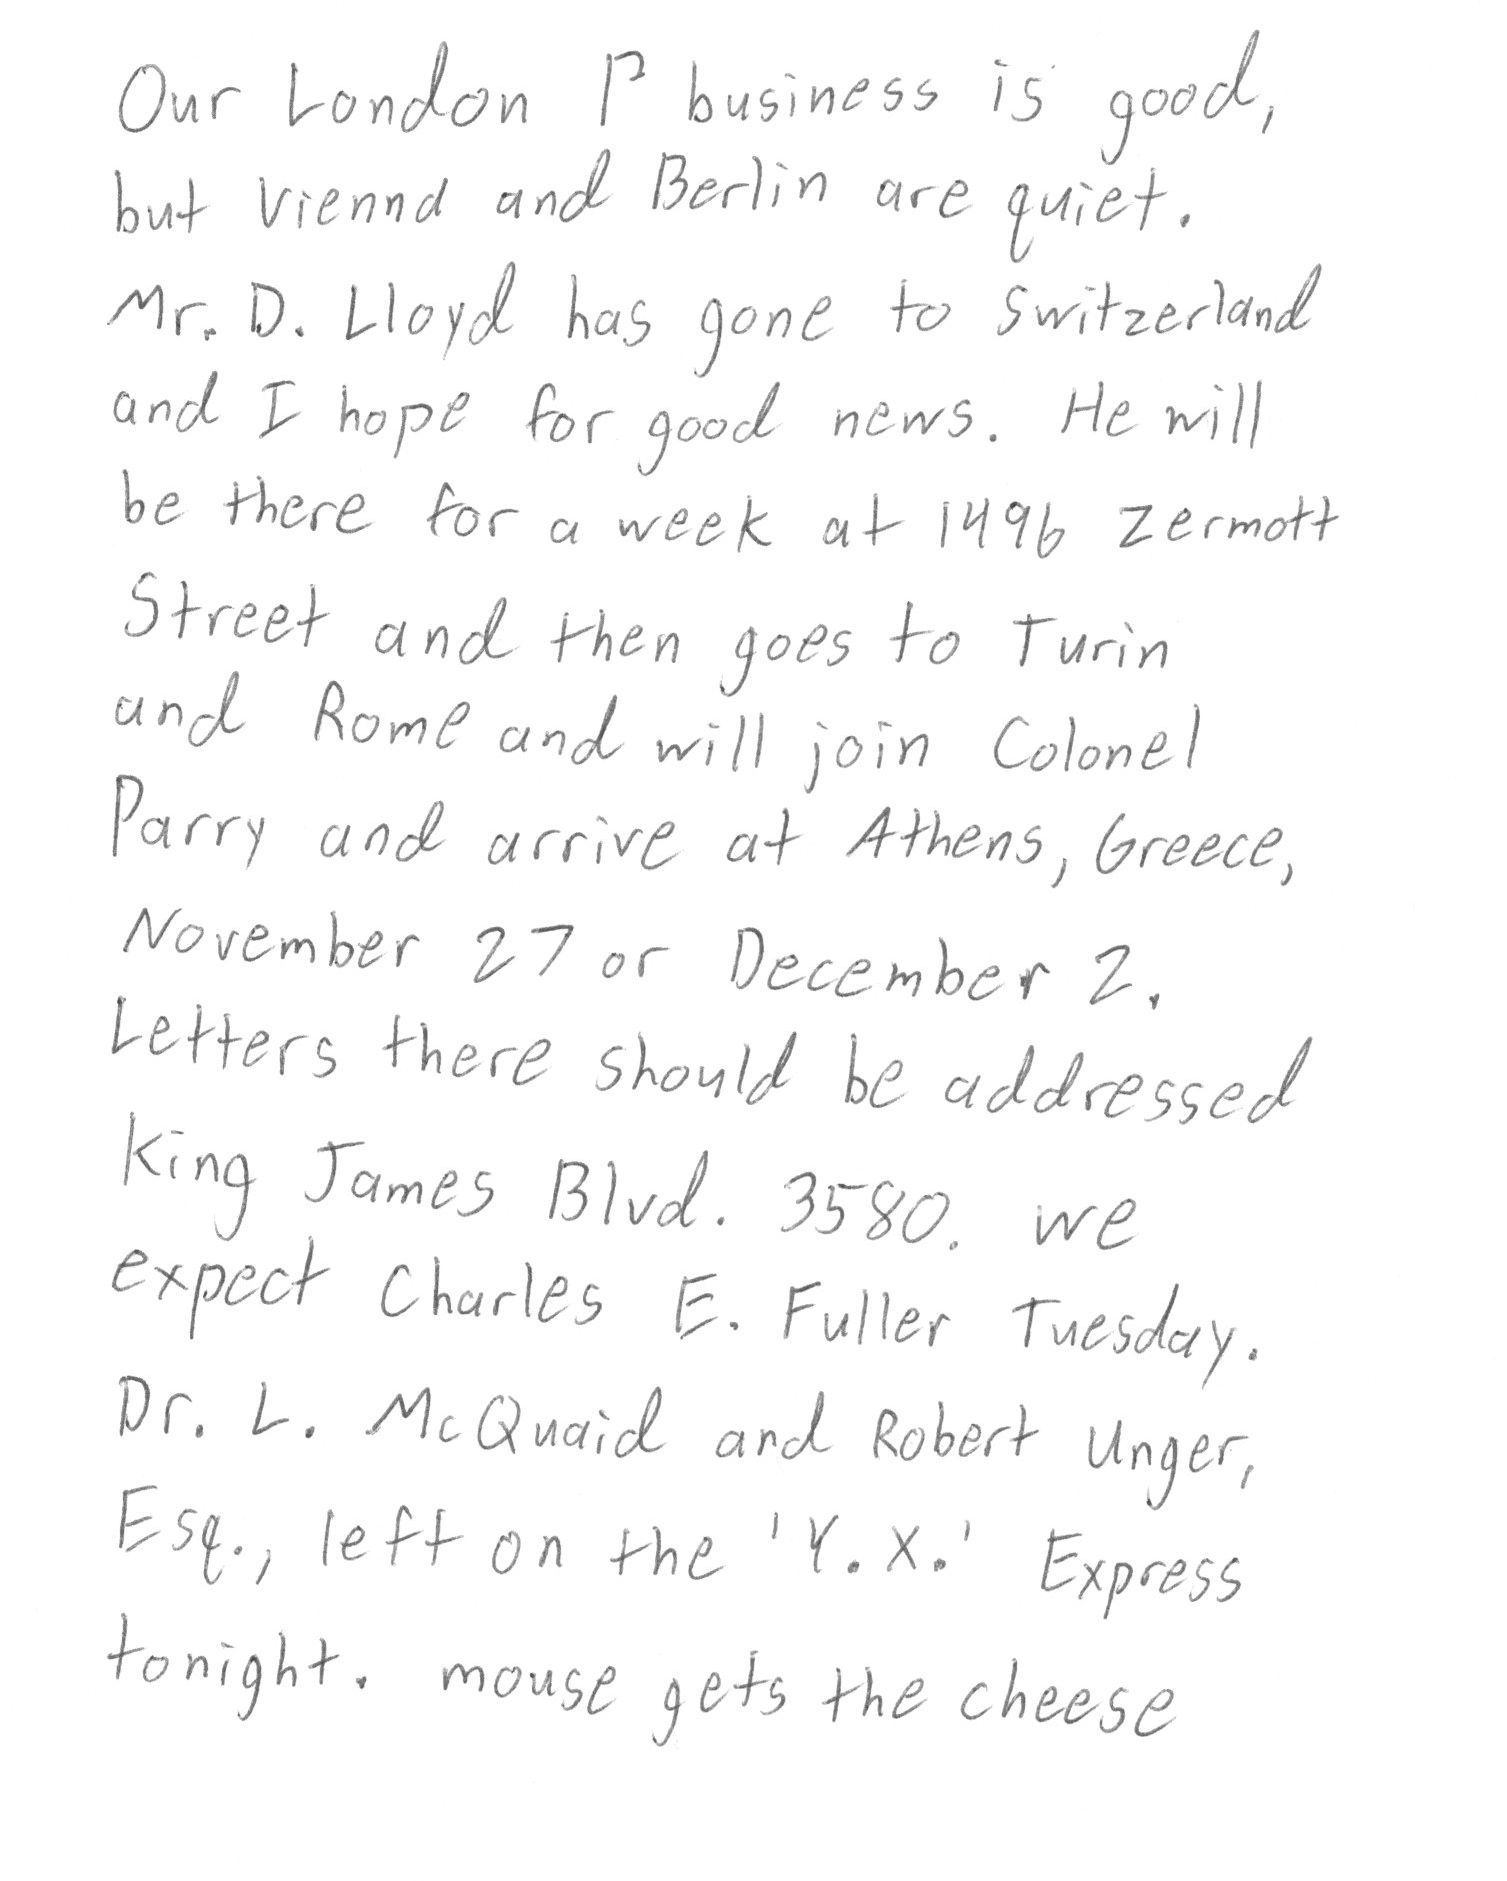 Our London business is good,
but Viennd and Berlin are quiet.
Mr. D. Lloyd has gone to Switzerland
and I hope for good news. He will
be there for a week at 1496 Zermott
Street and then goes to Turin
and Rome and will join Colonel
Parry and arrive at Athens, Greece,
November 27 or December 2.
Letters there should be addressed
King James Blvd. 3580. we
expect Charles E. Fuller Tuesday.
Dr. L. McQuaid and Robert Unger,
Esq., left on the 'Y.X.' Express
tonight. mouse gets the cheese